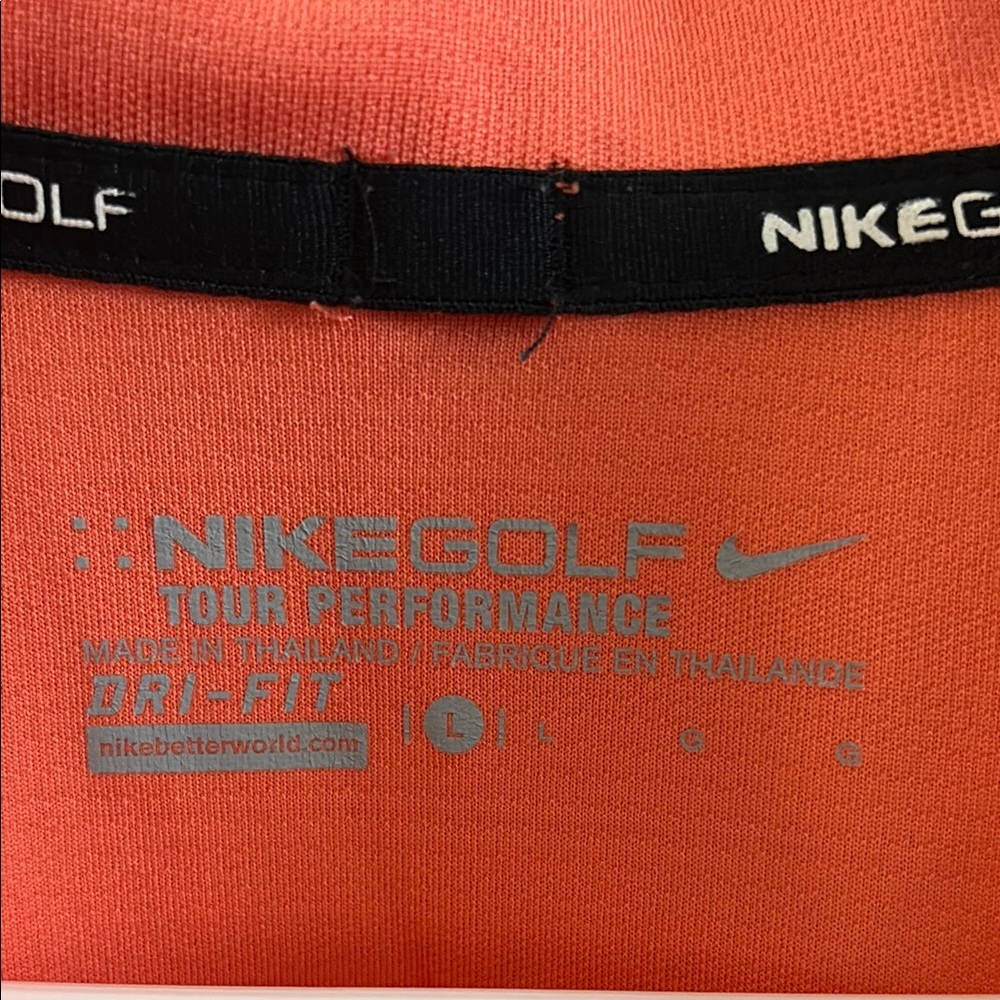 OLF
NIKEG
NIKEGOLF
TOUR PERFORMANCE
MADE IN THAILAND / FABRIQUE EN THAILANDE
DRI-FIT
nikebetterworld.com
L L G G